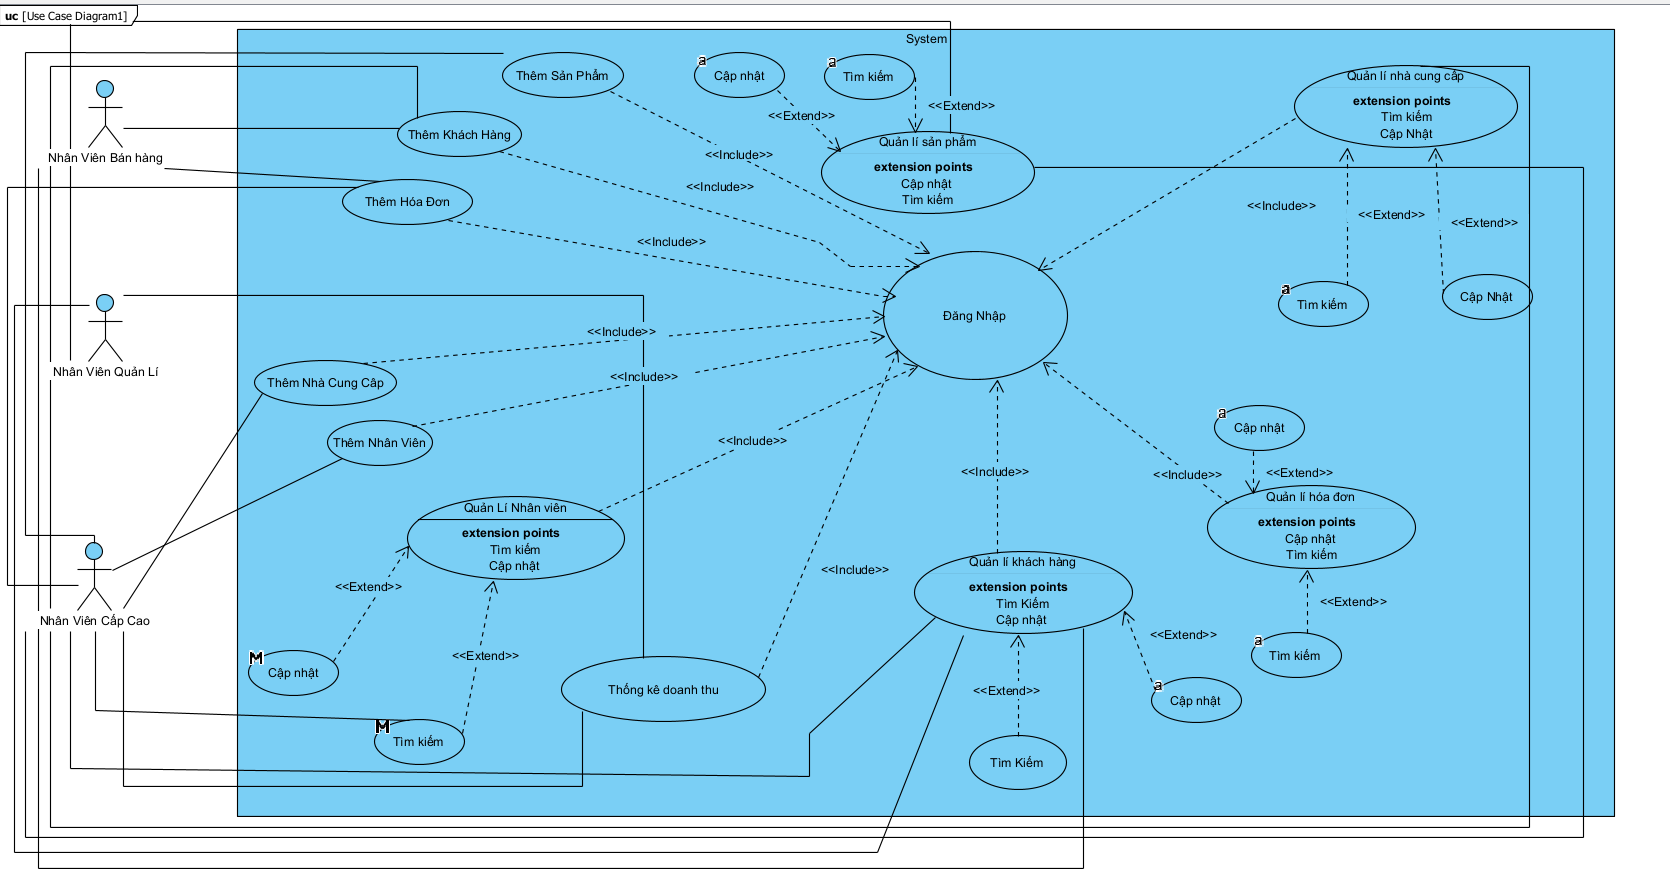 uc [Use Case Diagram1]
System
Thêm Sản Phẩm
a
Cập nhật
a
Tìm kiếm
Quản lí nhà cung cấp
extension points
Tìm kiếm
Cập Nhật
<<Extend>>
<<Extend>>
Thêm Khách Hàng
Nhân Viên Bán hàng
<<Include>>
Quản lí sản phẩm
extension points
Cập nhật
Tìm kiếm
<<Include>>
Thêm Hóa Đơn
<<Include>>
<<Include>>
<<Extend>>
<<Extend>>
a
Tìm kiếm
Cập Nhật
Đăng Nhập
<<Include>>
Nhân Viên Quản Lí
Thêm Nhà Cung Câp
<<Include>>
Thêm Nhân Viên
<<Include>>
a
Cập nhật
<<Include>>
<<Include>>
<<Extend>>
Quản Lí Nhân viên
extension points
Tìm kiếm
Cập nhật
Quản lí hóa đơn
extension points
Cập nhật
Tìm kiếm
<<Extend>>
<<Include>>
Quản lí khách hàng
extension points
Tìm Kiếm
Cập nhật
<<Extend>>
Nhân Viên Cấp Cao
<<Extend>>
<<Extend>>
a
Tìm kiếm
M
Cập nhật
Thống kê doanh thu
<<Extend>>
a
Cập nhật
M
Tìm kiếm
Tìm Kiếm